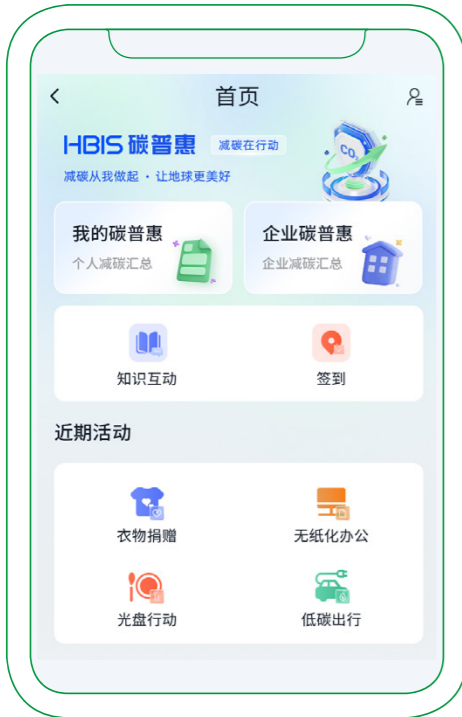 首页
HBIS 碳普惠 减碳在行动
减碳从我做起·让地球更美好
CO₂
我的碳普惠 企业碳普惠
个人减碳汇总 企业减碳汇总
知识互动 签到
近期活动
衣物捐赠 无纸化办公
光盘行动 低碳出行